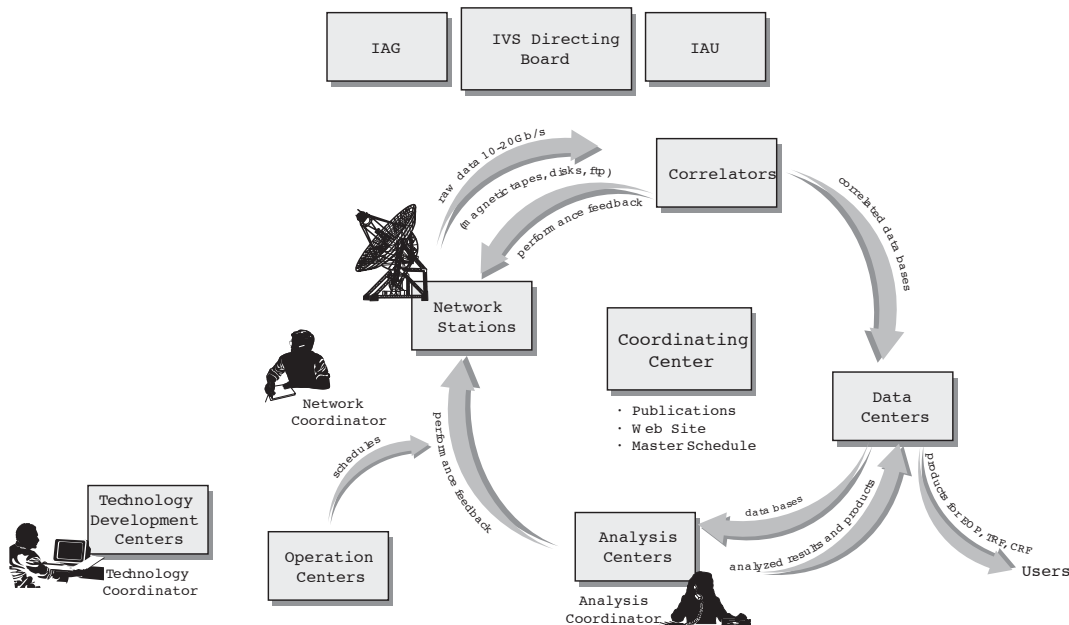 IAG
IVS Directing
Board
IAU
raw data 10-20Gb/s
(magnetic tapes, disks, ftp)
performance feedback
Correlators
correlated data bases
Network
Stations
Coordinating
Center
· Publications
· Web Site
· Master Schedule
Network
Coordinator
Data
Centers
schedules
performance feedback
data bases
analyzed results and products
products for EOP, TRF, CRF
Users
Technology
Development
Centers
Technology
Coordinator
Operation
Centers
Analysis
Centers
Analysis
Coordinator